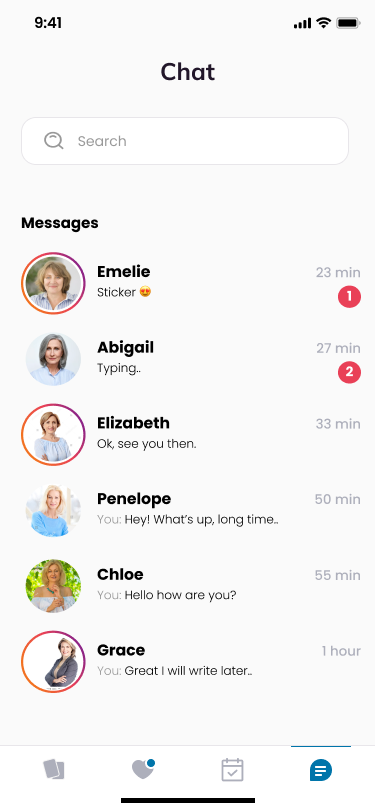 9:41
Chat
Search
Messages
Emelie
23 min
Sticker 😍
1
Abigail
27 min
Typing..
2
Elizabeth
33 min
Ok, see you then.
Penelope
50 min
You: Hey! What’s up, long time..
Chloe
55 min
You: Hello how are you?
Grace
1 hour
You: Great I will write later..